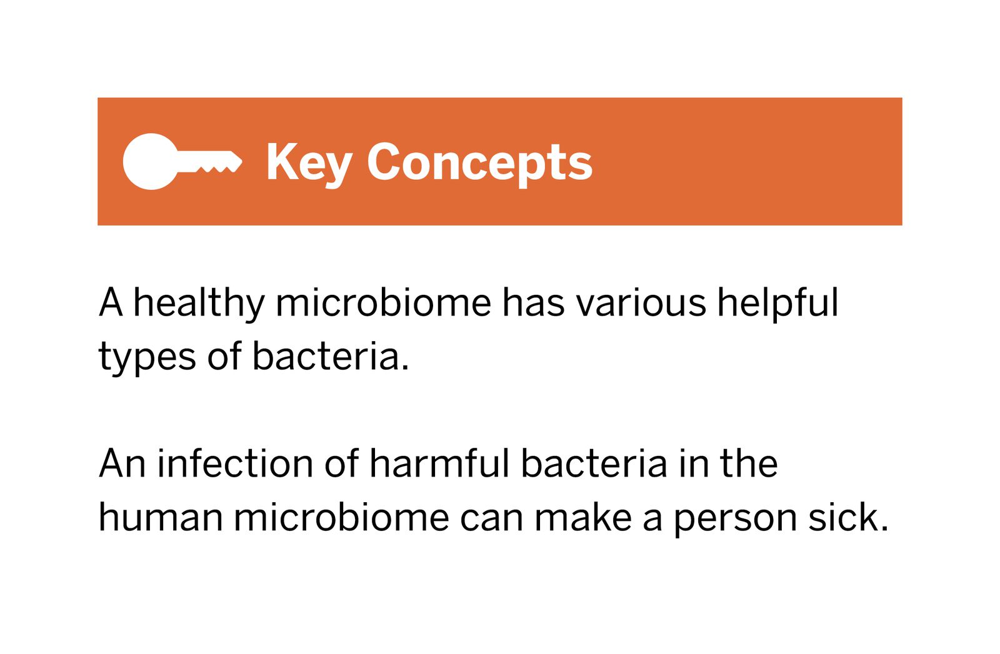 Key Concepts
A healthy microbiome has various helpful
types of bacteria.
An infection of harmful bacteria in the
human microbiome can make a person sick.